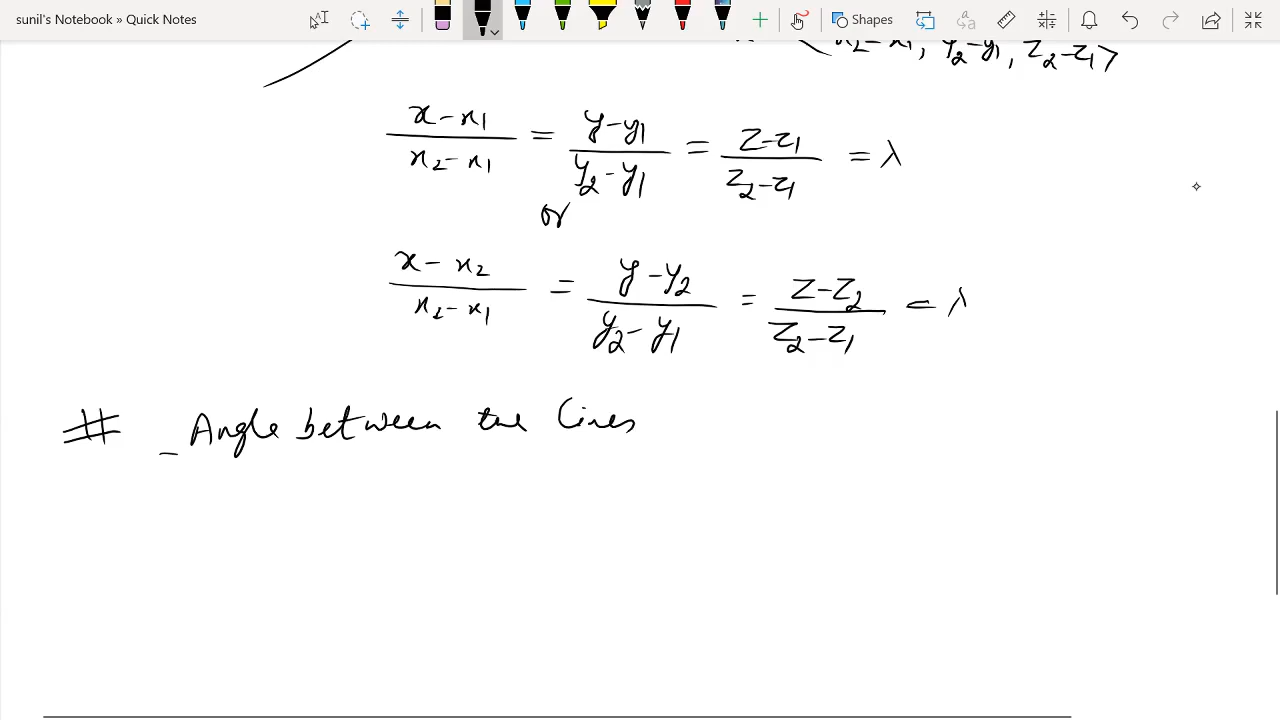 sunil's Notebook » Quick Notes
Shapes
x2-x1, y2-y1, z2-z1>
x-x1/x2-x1 = y-y1/y2-y1 = z-z1/z2-z1 = λ
or
x-x2/x2-x1 = y-y2/y2-y1 = z-z2/z2-z1 = λ
# _ Angle between the lines